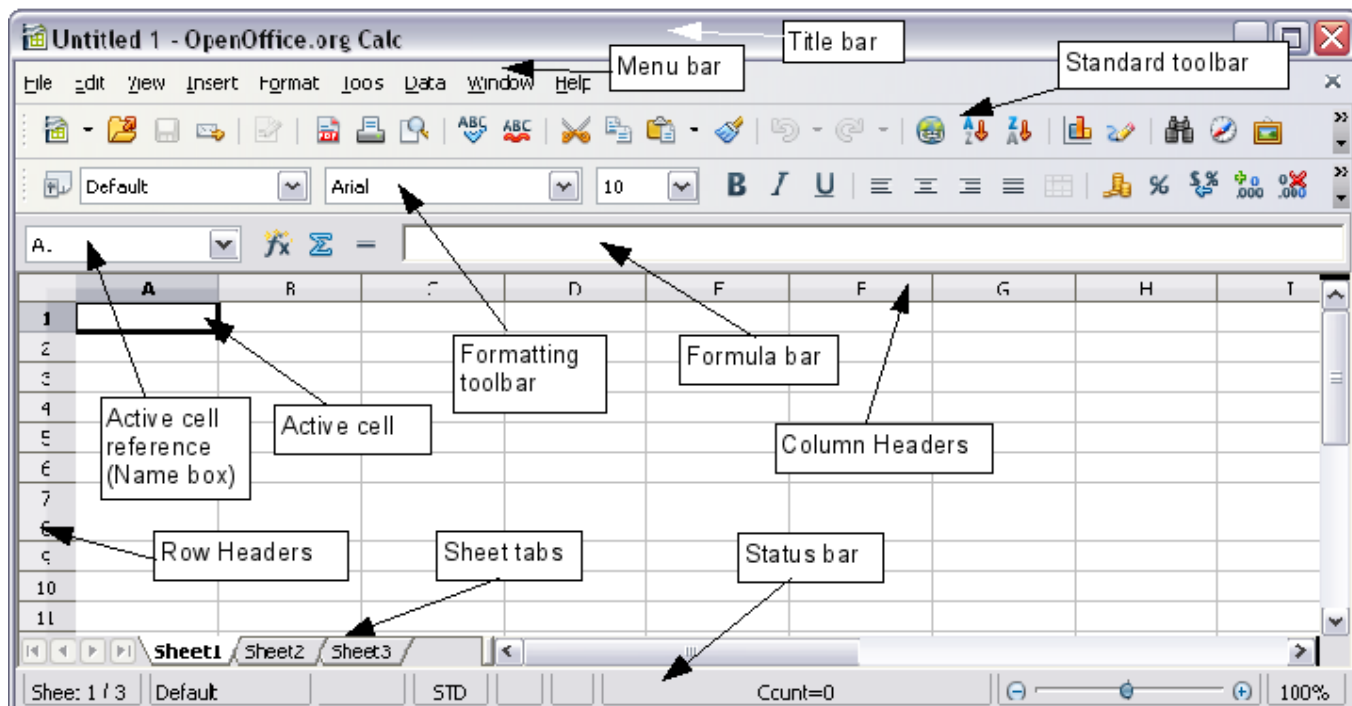 Untitled 1 - OpenOffice.org Calc
Title bar
Menu bar
Standard toolbar
File Edit View Insert Format Tools Data Window Help
ABC ABC
Default Arial 10 B I U
Formatting toolbar
Formula bar
A B C D E F G H I
1
2
3
4
5
6
7
8
9
10
11
Active cell
reference
(Name box)
Active cell
Column Headers
Row Headers
Sheet tabs
Status bar
Sheet1 Sheet2 Sheet3
Sheet 1 / 3 Default STD Count=0 100%